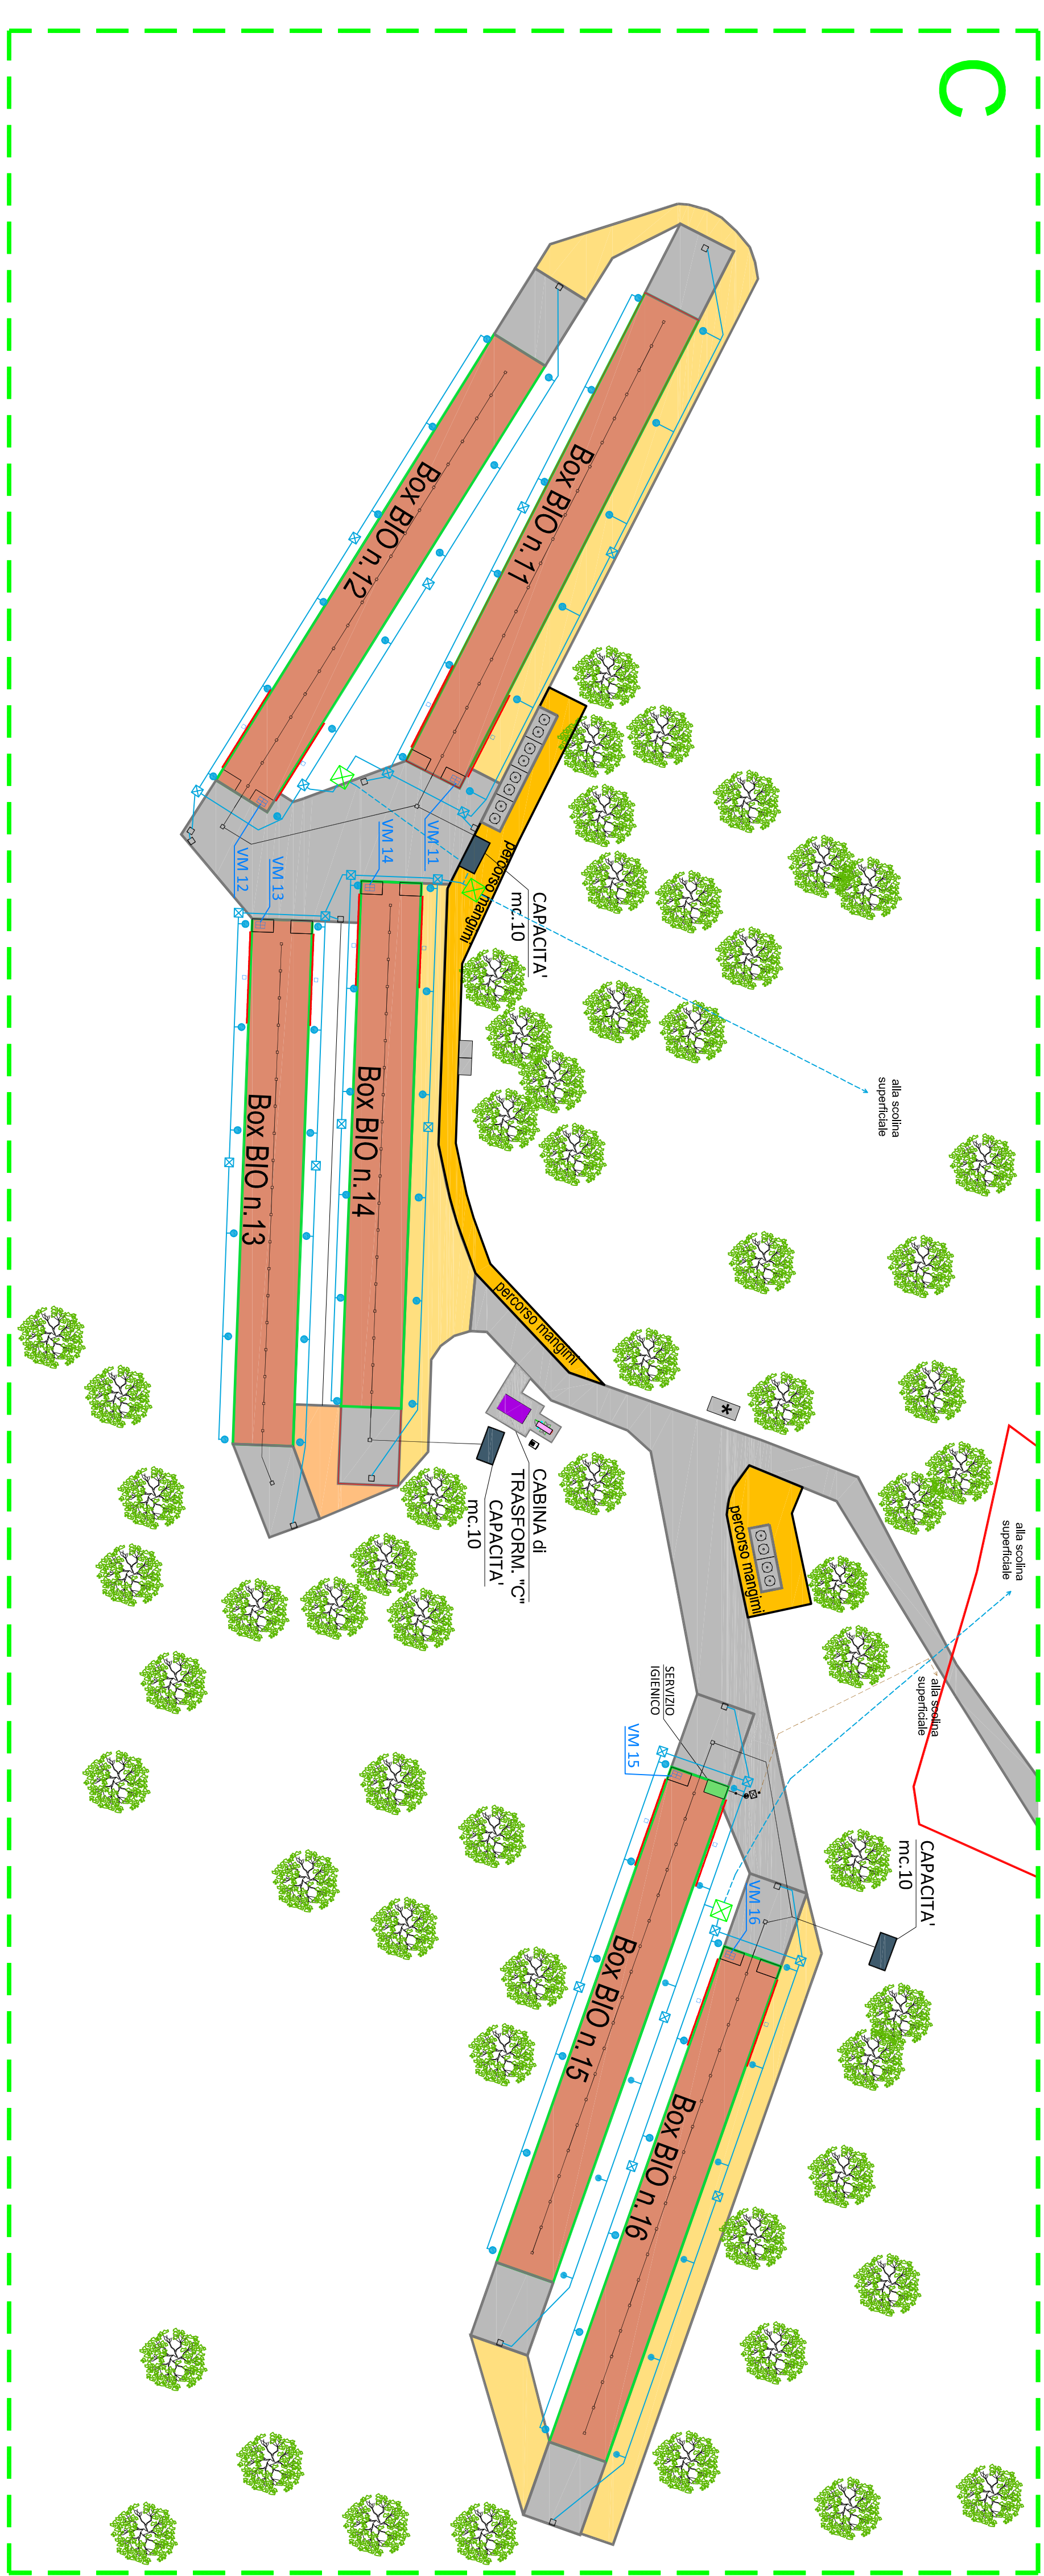 C
Box BIO n.11
Box BIO n.12
VM 11
VM 14
VM 13
VM 12
percorso mangimi
CAPACITA'
mc.10
alla scolina
superficiale
Box BIO n.14
Box BIO n.13
percorso mangimi
*
CABINA di
TRASFORM. "C"
CAPACITA'
mc.10
percorso mangimi
alla scolina
superficiale
alla scolina
superficiale
SERVIZIO
IGIENICO
VM 15
CAPACITA'
mc.10
VM 16
Box BIO n.15
Box BIO n.16